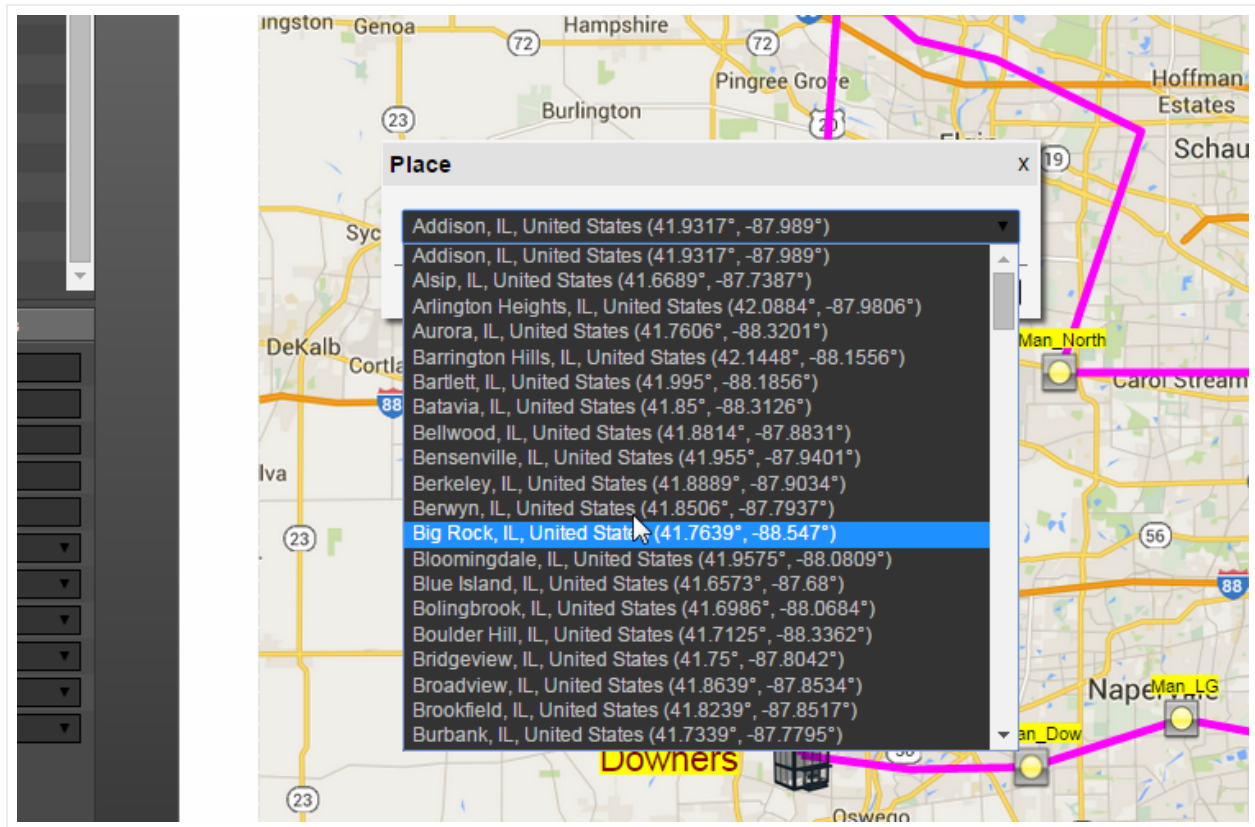 ingston
Genoa
Hampshire
72
72
Pingree Grove
Hoffman
Estates
23
Burlington
20
Elgin
Schau
Place
x
19
Syc
Addison, IL, United States (41.9317°, -87.989°)
Addison, IL, United States (41.9317°, -87.989°)
Alsip, IL, United States (41.6689°, -87.7387°)
Arlington Heights, IL, United States (42.0884°, -87.9806°)
Aurora, IL, United States (41.7606°, -88.3201°)
Barrington Hills, IL, United States (42.1448°, -88.1556°)
Bartlett, IL, United States (41.995°, -88.1856°)
Batavia, IL, United States (41.85°, -88.3126°)
Bellwood, IL, United States (41.8814°, -87.8831°)
Bensenville, IL, United States (41.955°, -87.9401°)
Berkeley, IL, United States (41.8889°, -87.9034°)
Berwyn, IL, United States (41.8506°, -87.7937°)
Big Rock, IL, United States (41.7639°, -88.547°)
Bloomingdale, IL, United States (41.9575°, -88.0809°)
Blue Island, IL, United States (41.6573°, -87.68°)
Bolingbrook, IL, United States (41.6986°, -88.0684°)
Boulder Hill, IL, United States (41.7125°, -88.3362°)
Bridgeview, IL, United States (41.75°, -87.8042°)
Broadview, IL, United States (41.8639°, -87.8534°)
Brookfield, IL, United States (41.8239°, -87.8517°)
Burbank, IL, United States (41.7339°, -87.7795°)
Man_North
DeKalb
Cortla
Carol Stream
88
lva
23
56
88
Naperville
Man_LG
an_Dow
Downers
23
Oswego